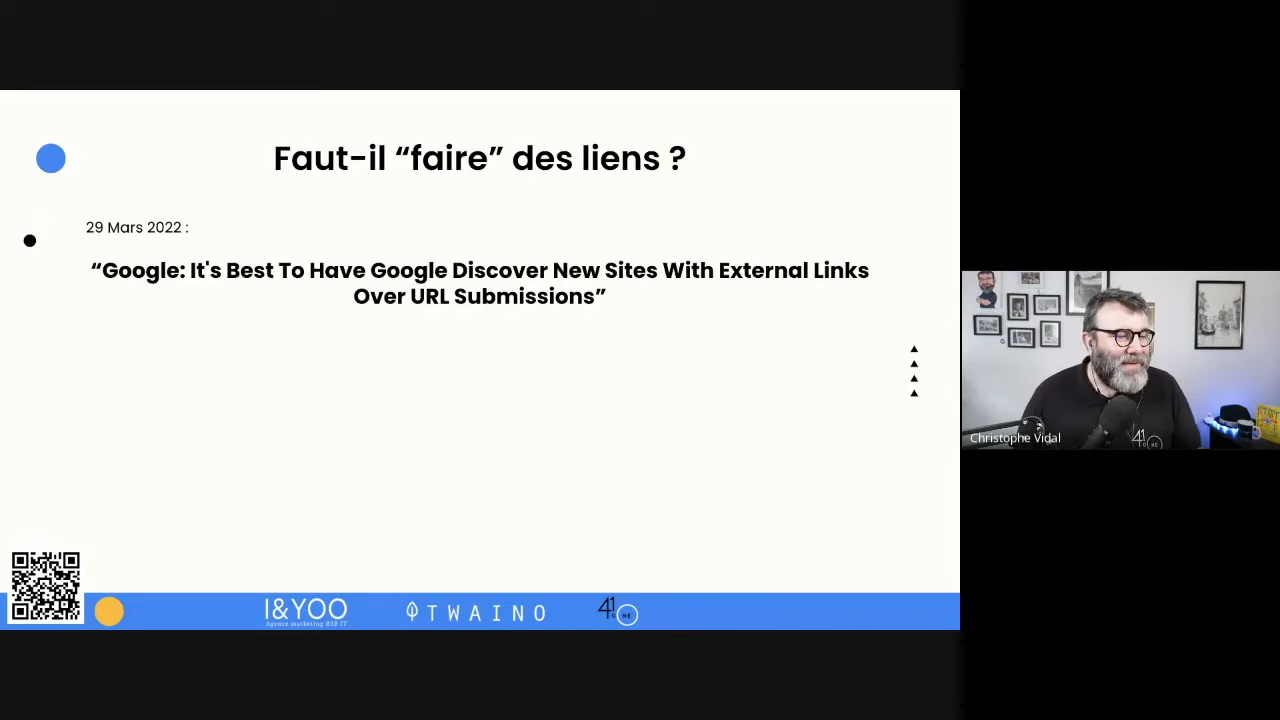 Faut-il “faire” des liens ?
29 Mars 2022 :
“Google: It's Best To Have Google Discover New Sites With External Links
Over URL Submissions”
Christophe Vidal
I&YOO
Agence marketing B2B IT
TWAINO
41